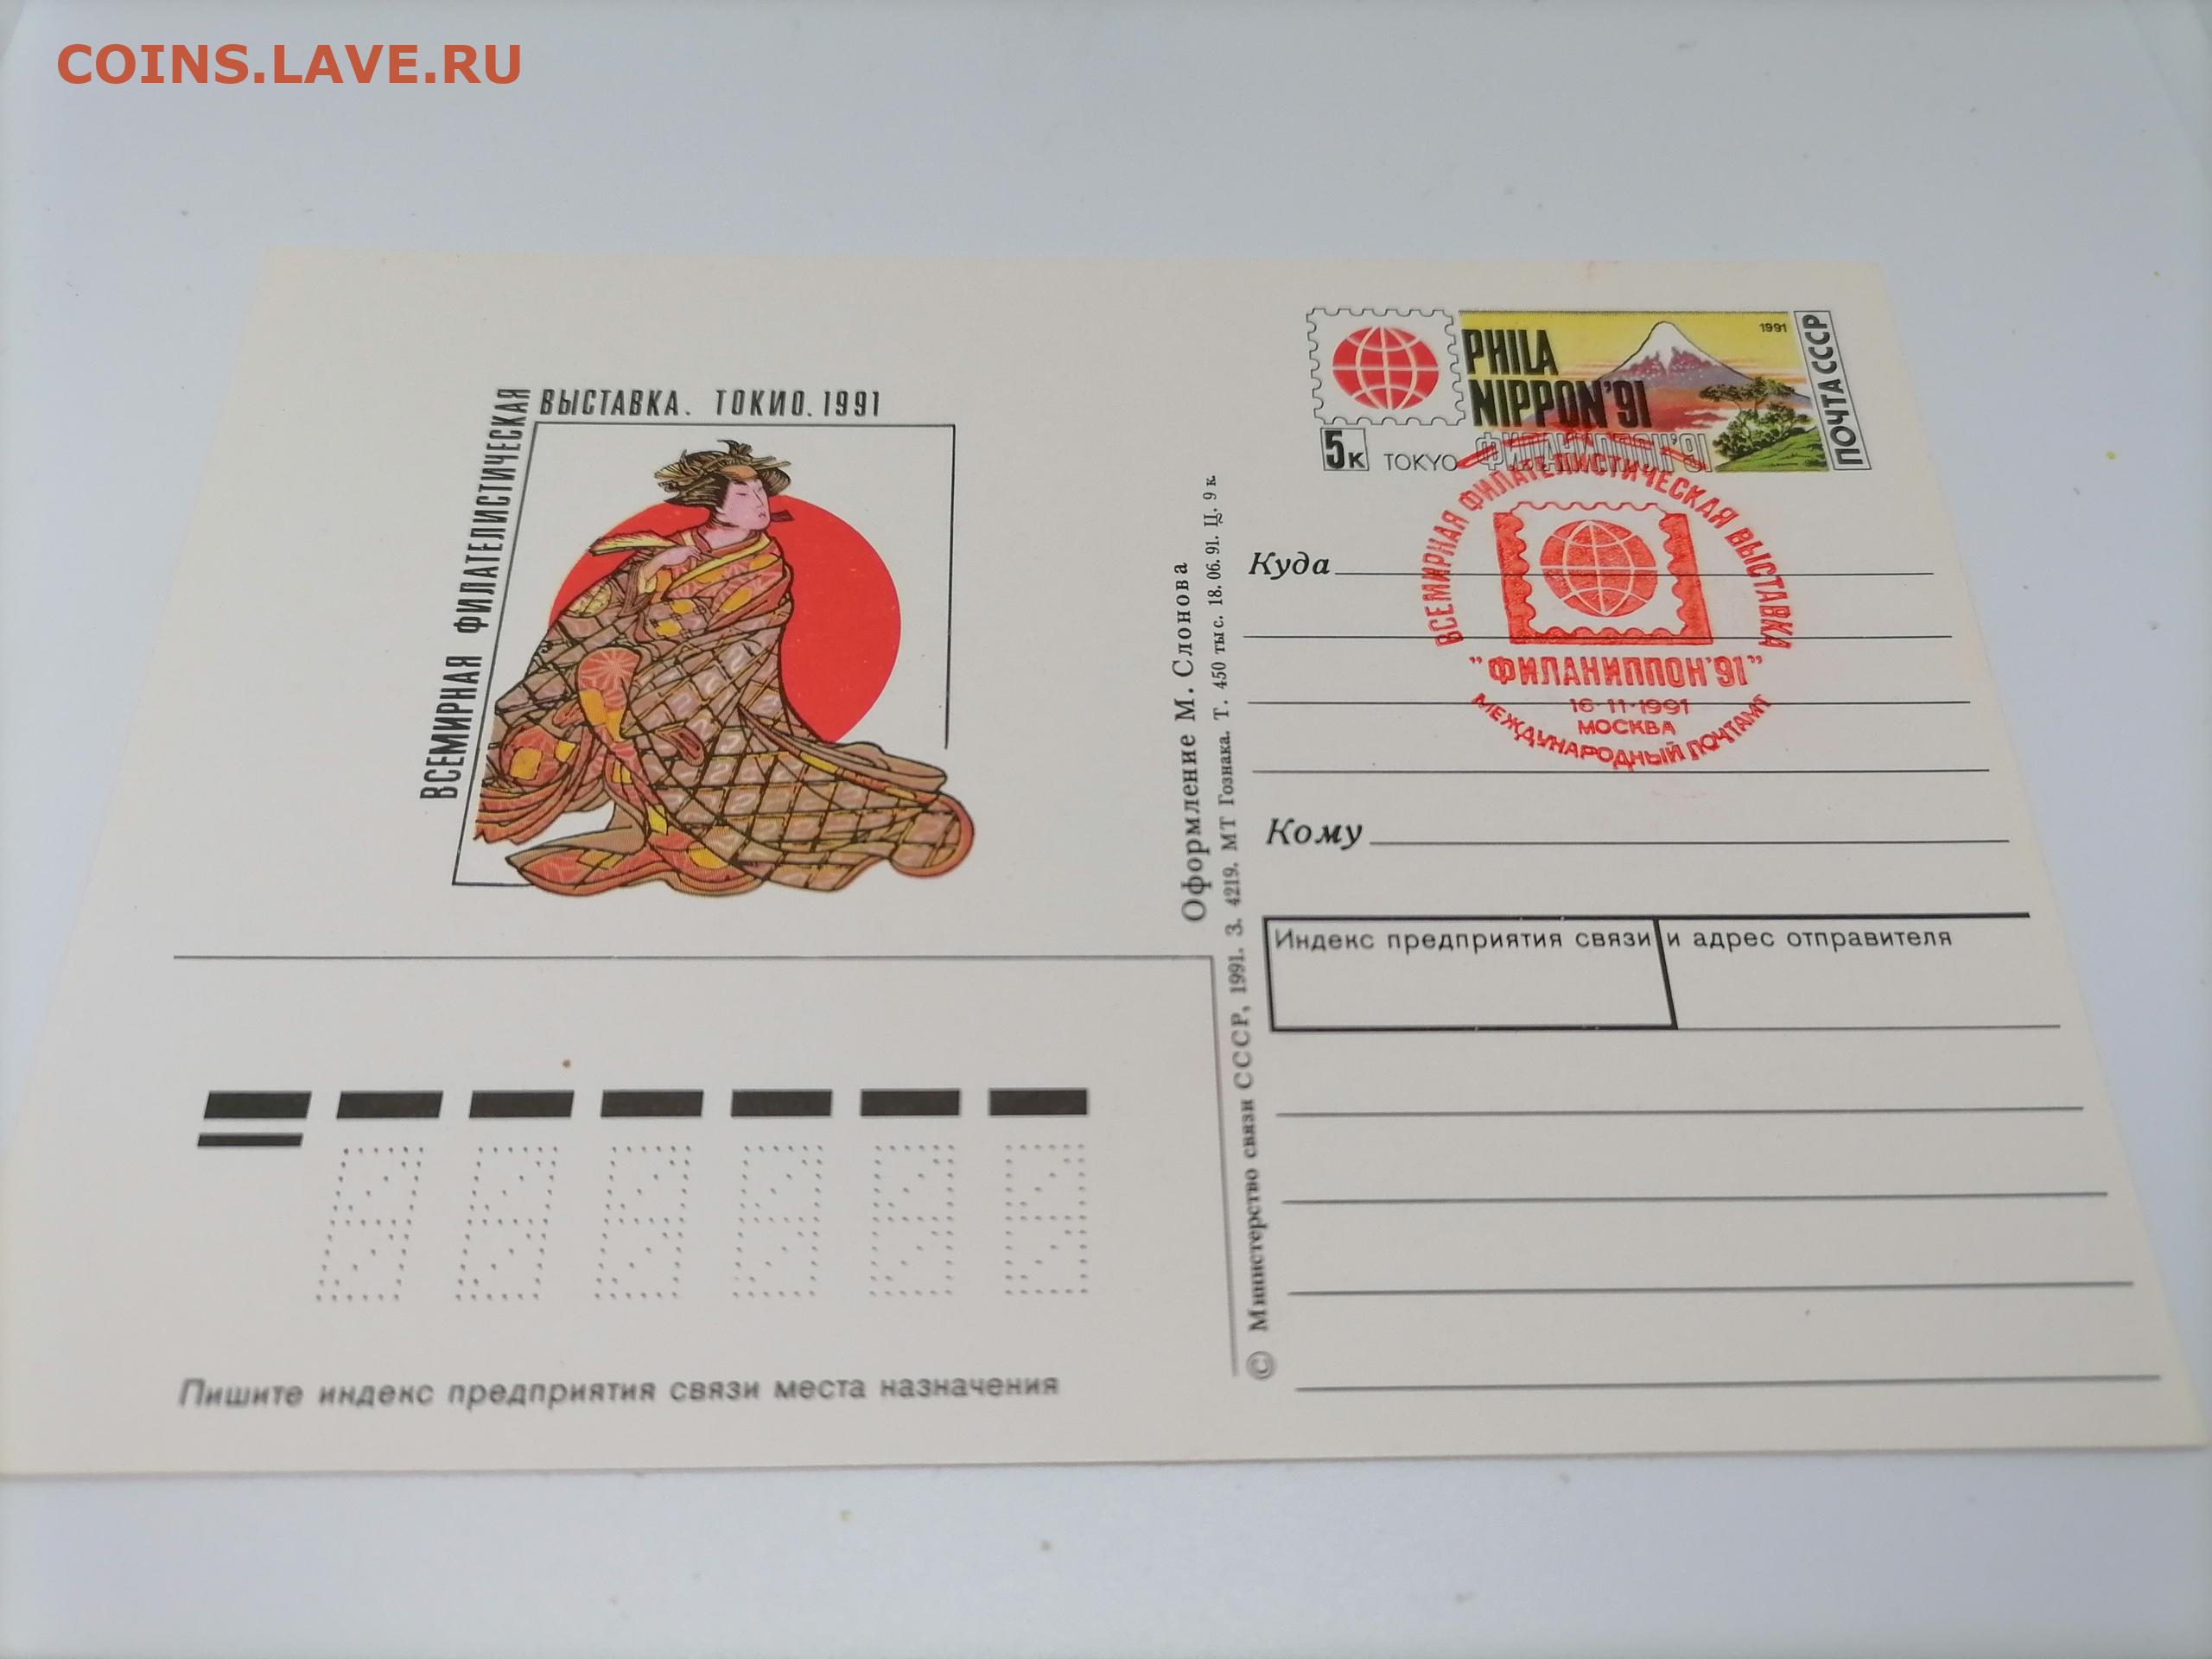 COINS.LAVE.RU
ВСЕМИРНАЯ ФИЛАТЕЛИСТИЧЕСКАЯ
ВЫСТАВКА. ТОКИО. 1991
PHILA
NIPPON'91
ФИЛАНИППОН'91
1991
ПОЧТА СССР
5к TOKYO
ВСЕМИРНАЯ ФИЛАТЕЛИСТИЧЕСКАЯ ВЫСТАВКА
"ФИЛАНИППОН'91"
16-11-1991
МОСКВА
МЕЖДУНАРОДНЫЙ ПОЧТАМТ
Куда
Кому
Индекс предприятия связи и адрес отправителя
Оформление М. Слонова
© Министерство связи СССР, 1991. З. 4219. МТ Гознака. Т. 450 тыс. 18. 06. 91. Ц. 9 к.
Пишите индекс предприятия связи места назначения